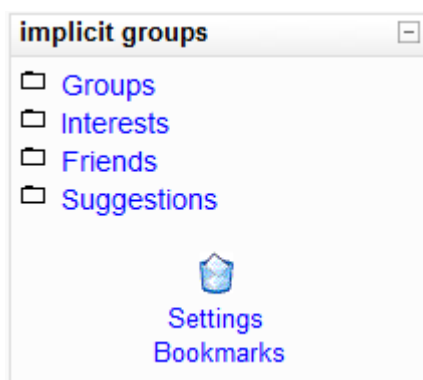 implicit groups
Groups
Interests
Friends
Suggestions
Settings
Bookmarks